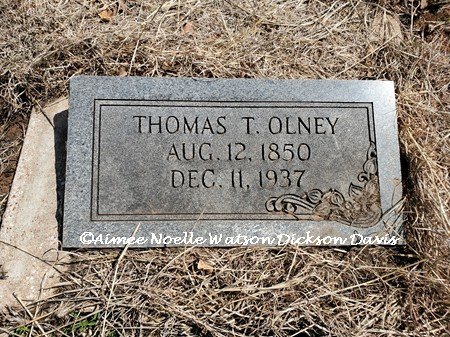 THOMAS T. OLNEY
AUG. 12, 1850
DEC. 11, 1937
©Aimee Noelle Watson Dickson Davis